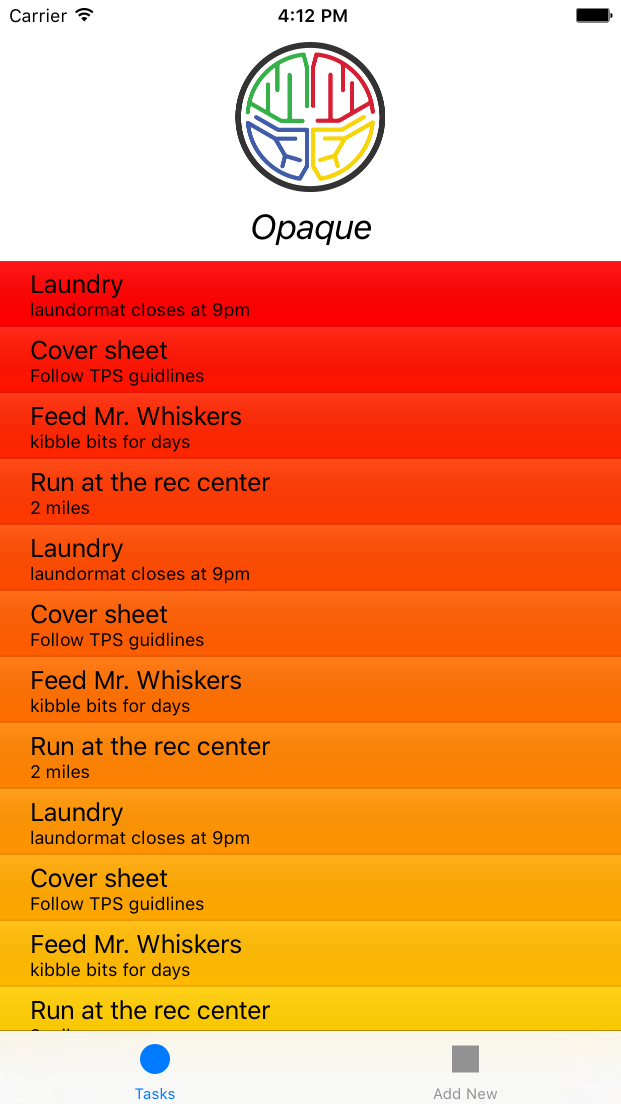 Carrier 4:12 PM
Opaque
Laundry
laundormat closes at 9pm
Cover sheet
Follow TPS guidlines
Feed Mr. Whiskers
kibble bits for days
Run at the rec center
2 miles
Laundry
laundormat closes at 9pm
Cover sheet
Follow TPS guidlines
Feed Mr. Whiskers
kibble bits for days
Run at the rec center
2 miles
Laundry
laundormat closes at 9pm
Cover sheet
Follow TPS guidlines
Feed Mr. Whiskers
kibble bits for days
Run at the rec center
Tasks Add New